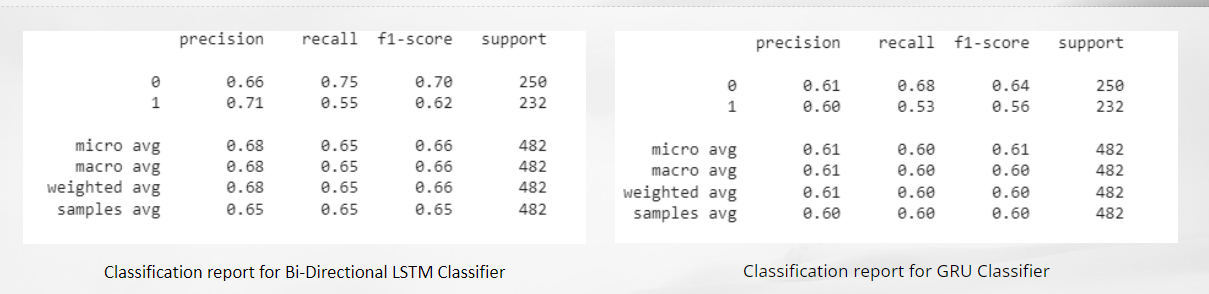 precision recall f1-score support
0 0.66 0.75 0.70 250
1 0.71 0.55 0.62 232
micro avg 0.68 0.65 0.66 482
macro avg 0.68 0.65 0.66 482
weighted avg 0.68 0.65 0.66 482
samples avg 0.65 0.65 0.65 482
Classification report for Bi-Directional LSTM Classifier
precision recall f1-score support
0 0.61 0.68 0.64 250
1 0.60 0.53 0.56 232
micro avg 0.61 0.60 0.61 482
macro avg 0.61 0.60 0.60 482
weighted avg 0.61 0.60 0.60 482
samples avg 0.60 0.60 0.60 482
Classification report for GRU Classifier